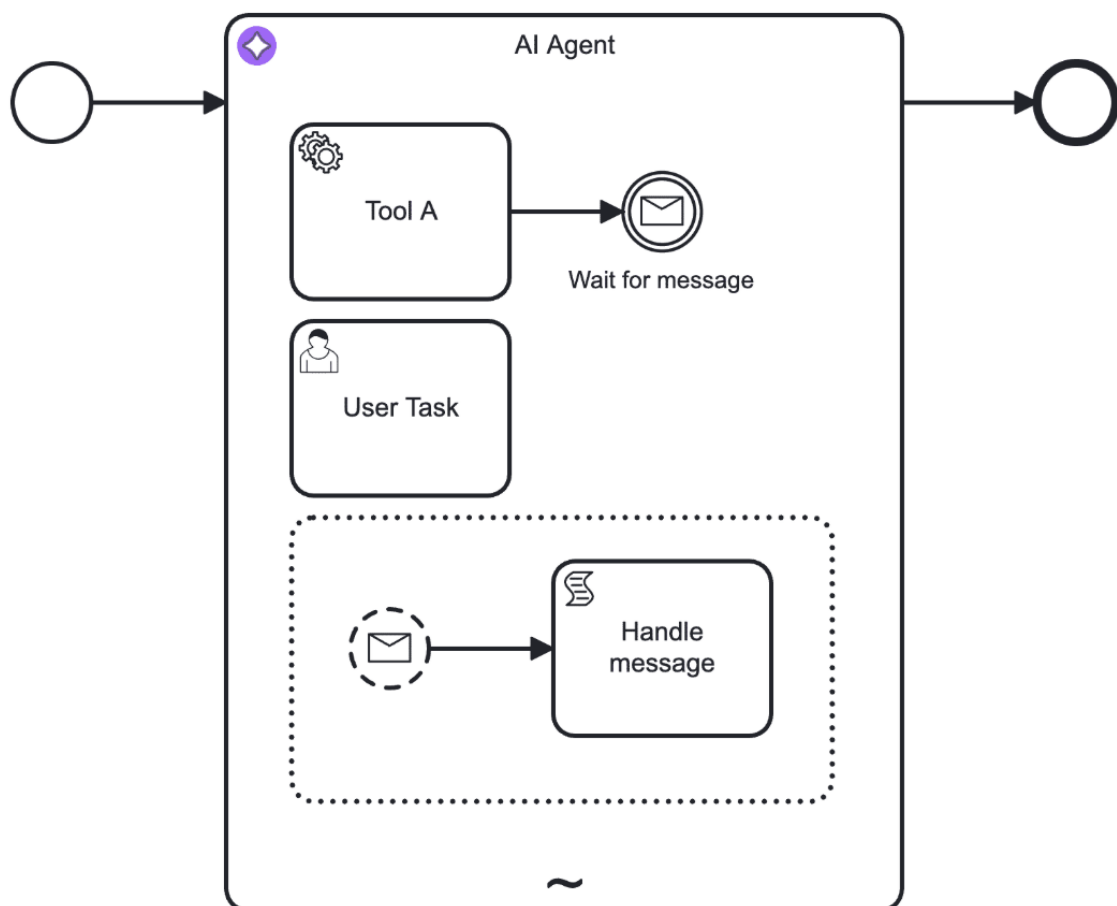 AI Agent
Tool A
Wait for message
User Task
Handle
message
~